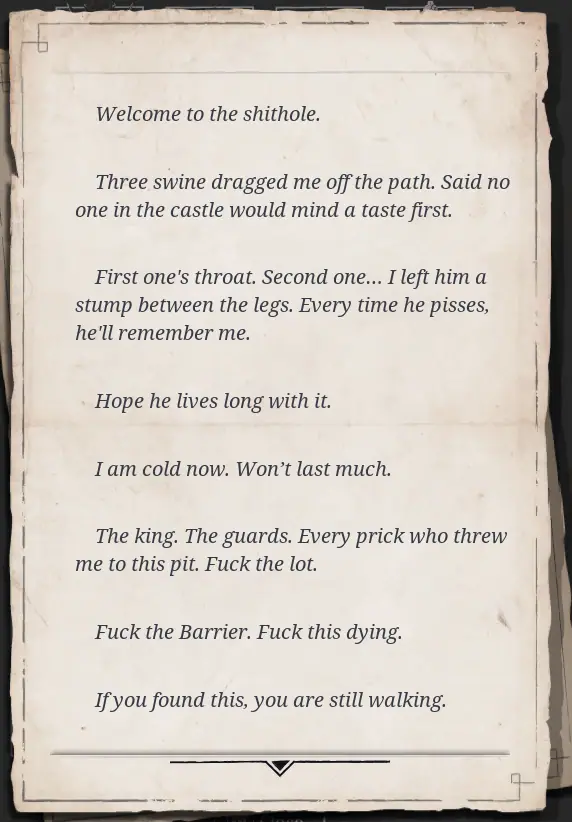 Welcome to the shithole.
Three swine dragged me off the path. Said no
one in the castle would mind a taste first.
First one's throat. Second one... I left him a
stump between the legs. Every time he pisses,
he'll remember me.
Hope he lives long with it.
I am cold now. Won’t last much.
The king. The guards. Every prick who threw
me to this pit. Fuck the lot.
Fuck the Barrier. Fuck this dying.
If you found this, you are still walking.